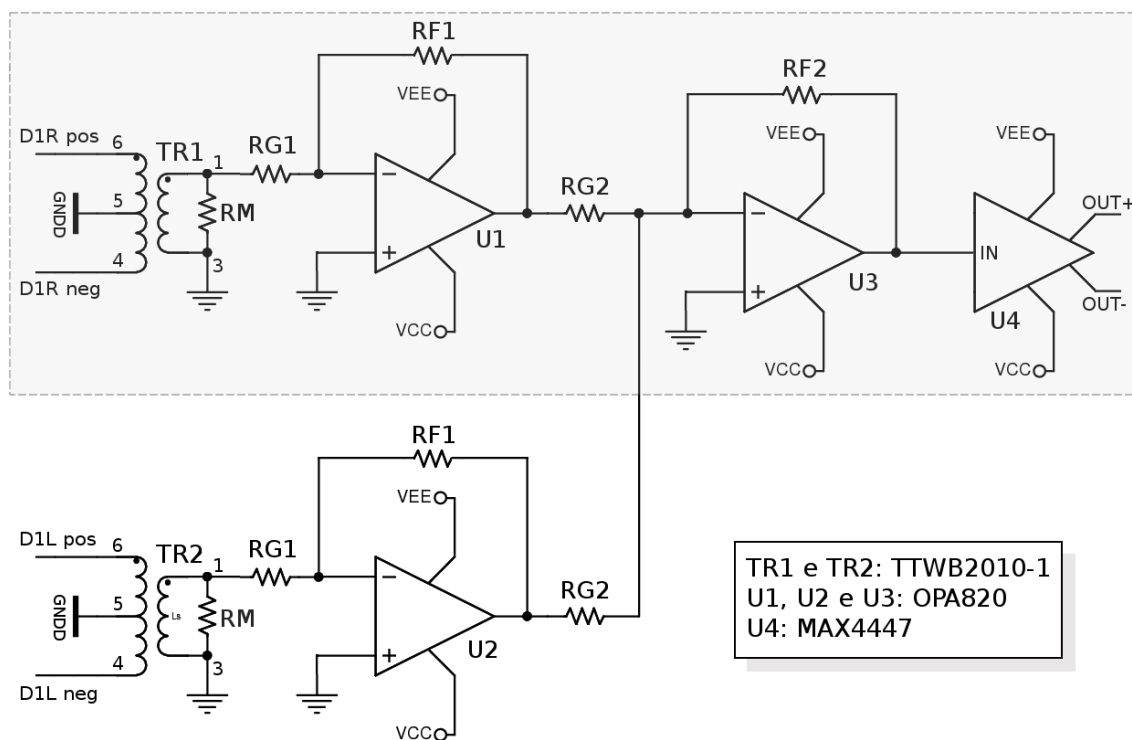 RF1
VEE
RF2
VEE
VEE
D1R pos
6
TR1
1
RG1
RG2
OUT+
GNDD
5
RM
−
U1
−
IN
4
3
+
U3
D1R neg
+
OUT-
U4
VCC
VCC
VCC
RF1
VEE
D1L pos
6
TR2
1
RG1
RG2
GNDD
5
Ls
RM
−
U2
4
3
+
D1L neg
VCC
TR1 e TR2: TTWB2010-1
U1, U2 e U3: OPA820
U4: MAX4447